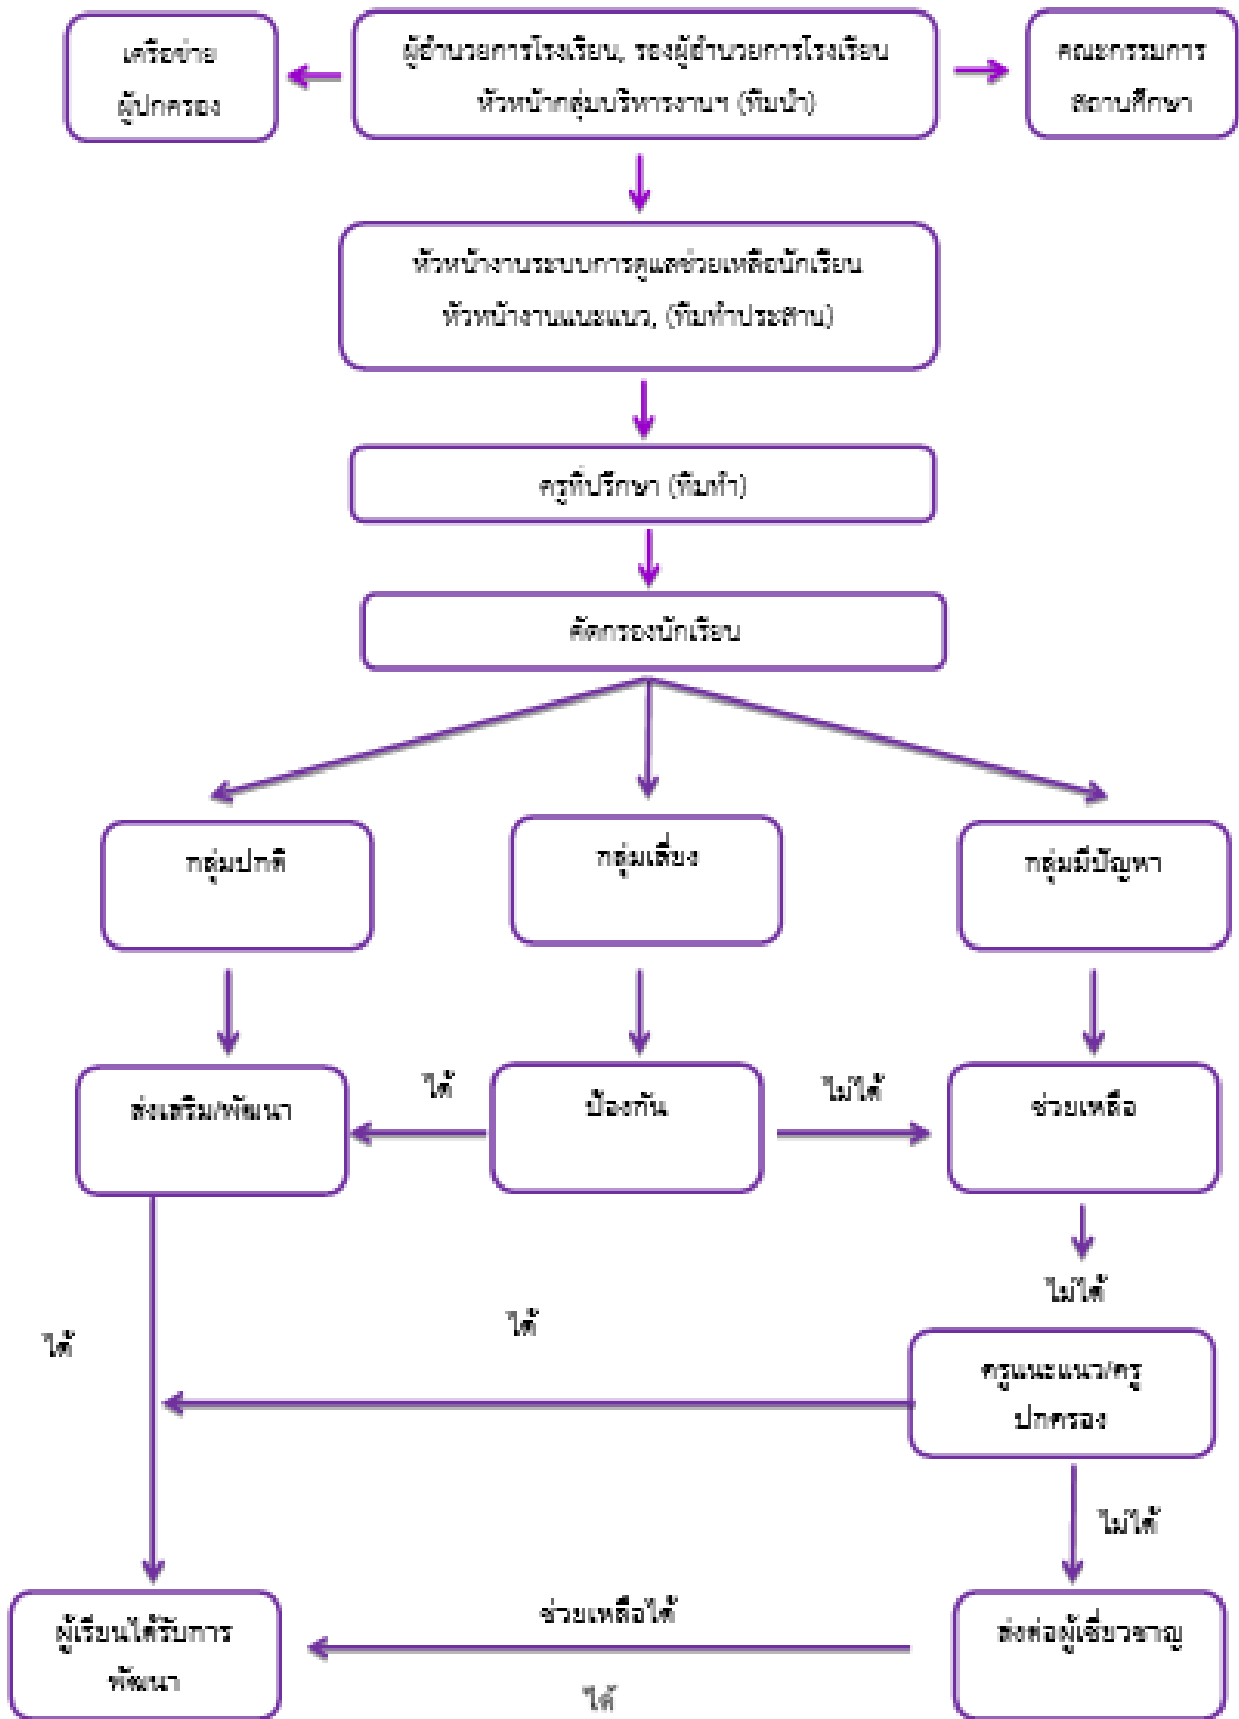 เครือข่าย
ผู้ปกครอง
ผู้อำนวยการโรงเรียน, รองผู้อำนวยการโรงเรียน
หัวหน้ากลุ่มบริหารงานฯ (ทีมนำ)
คณะกรรมการ
สถานศึกษา
หัวหน้างานระบบการดูแลช่วยเหลือนักเรียน
หัวหน้างานแนะแนว, (ทีมทำประสาน)
ครูที่ปรึกษา (ทีมทำ)
คัดกรองนักเรียน
กลุ่มปกติ
กลุ่มเสี่ยง
กลุ่มมีปัญหา
ส่งเสริม/พัฒนา
ได้
ป้องกัน
ไม่ได้
ช่วยเหลือ
ไม่ได้
ได้
ได้
ครูแนะแนว/ครู
ปกครอง
ไม่ได้
ผู้เรียนได้รับการ
พัฒนา
ช่วยเหลือได้
ได้
ส่งต่อผู้เชี่ยวชาญ